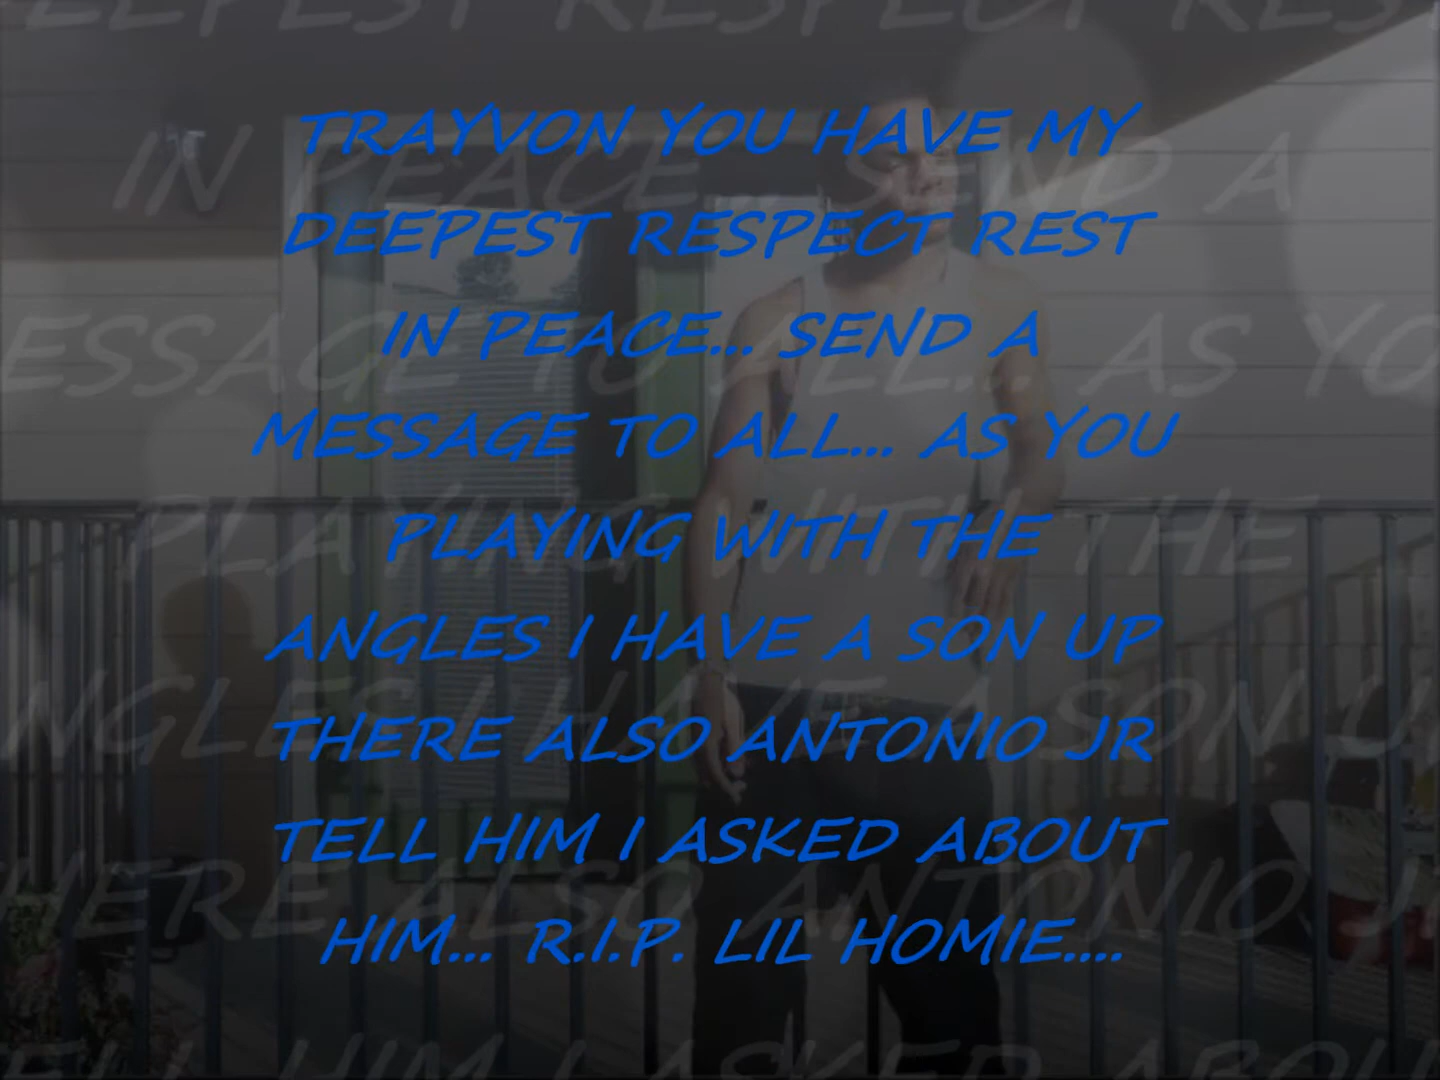 TRAYVON YOU HAVE MY
DEEPEST RESPECT REST
IN PEACE... SEND A
MESSAGE TO ALL... AS YOU
PLAYING WITH THE
ANGLES I HAVE A SON UP
THERE ALSO ANTONIO JR
TELL HIM I ASKED ABOUT
HIM... R.I.P. LIL HOMIE....